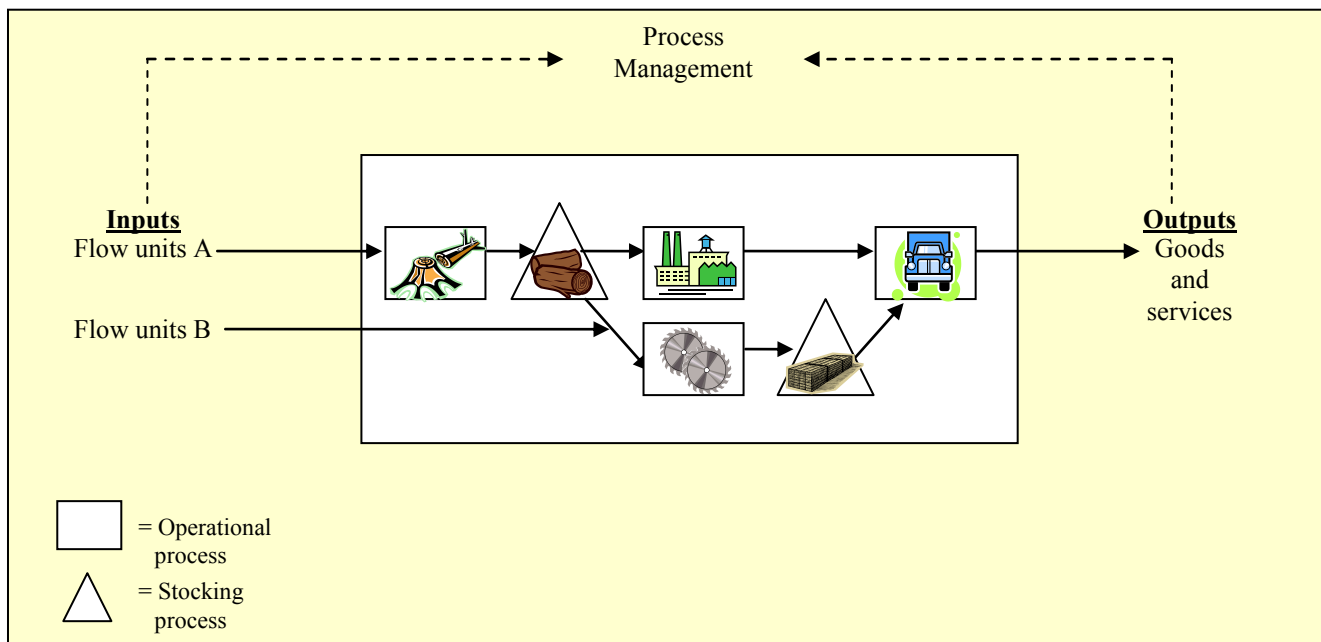 Process
Management
Inputs
Flow units A
Flow units B
Outputs
Goods
and
services
= Operational
process
= Stocking
process